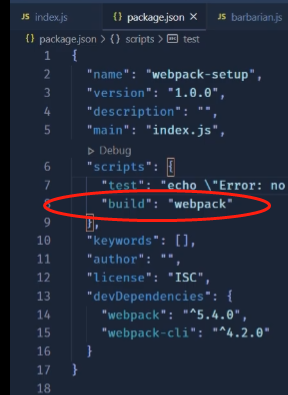 JS index.js
{} package.json ×
JS barbarian.js
{} package.json > {} scripts > test
1 {
2 "name": "webpack-setup",
3 "version": "1.0.0",
4 "description": "",
5 "main": "index.js",
▷ Debug
6 "scripts": {
7 "test": "echo \"Error: no
8 "build": "webpack"
9 },
10 "keywords": [],
11 "author": "",
12 "license": "ISC",
13 "devDependencies": {
14 "webpack": "^5.4.0",
15 "webpack-cli": "^4.2.0"
16 }
17 }
18